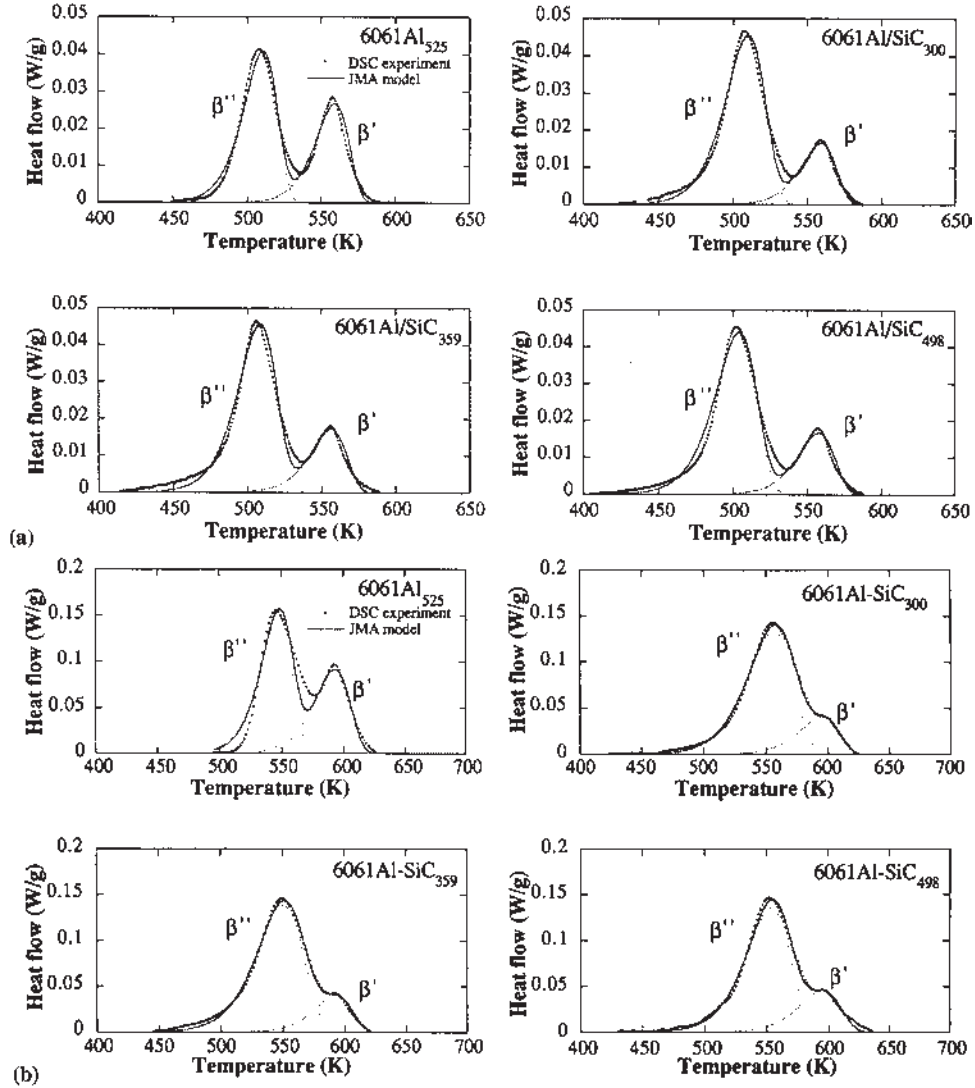 6061Al525
DSC experiment
JMA model
β''
β'
Heat flow (W/g)
0.05
0.04
0.03
0.02
0.01
0
400 450 500 550 600 650
Temperature (K)
6061Al/SiC300
β''
β'
Heat flow (W/g)
0.05
0.04
0.03
0.02
0.01
0
400 450 500 550 600 650
Temperature (K)
6061Al/SiC359
β''
β'
Heat flow (W/g)
0.05
0.04
0.03
0.02
0.01
0
400 450 500 550 600 650
Temperature (K)
6061Al/SiC498
β''
β'
Heat flow (W/g)
0.05
0.04
0.03
0.02
0.01
0
400 450 500 550 600 650
Temperature (K)
(a)
6061Al525
DSC experiment
JMA model
β''
β'
Heat flow (W/g)
0.2
0.15
0.1
0.05
0
400 450 500 550 600 650 700
Temperature (K)
6061Al-SiC300
β''
β'
Heat flow (W/g)
0.2
0.15
0.1
0.05
0
400 450 500 550 600 650 700
Temperature (K)
6061Al-SiC359
β''
β'
Heat flow (W/g)
0.2
0.15
0.1
0.05
0
400 450 500 550 600 650 700
Temperature (K)
6061Al-SiC498
β''
β'
Heat flow (W/g)
0.2
0.15
0.1
0.05
0
400 450 500 550 600 650 700
Temperature (K)
(b)